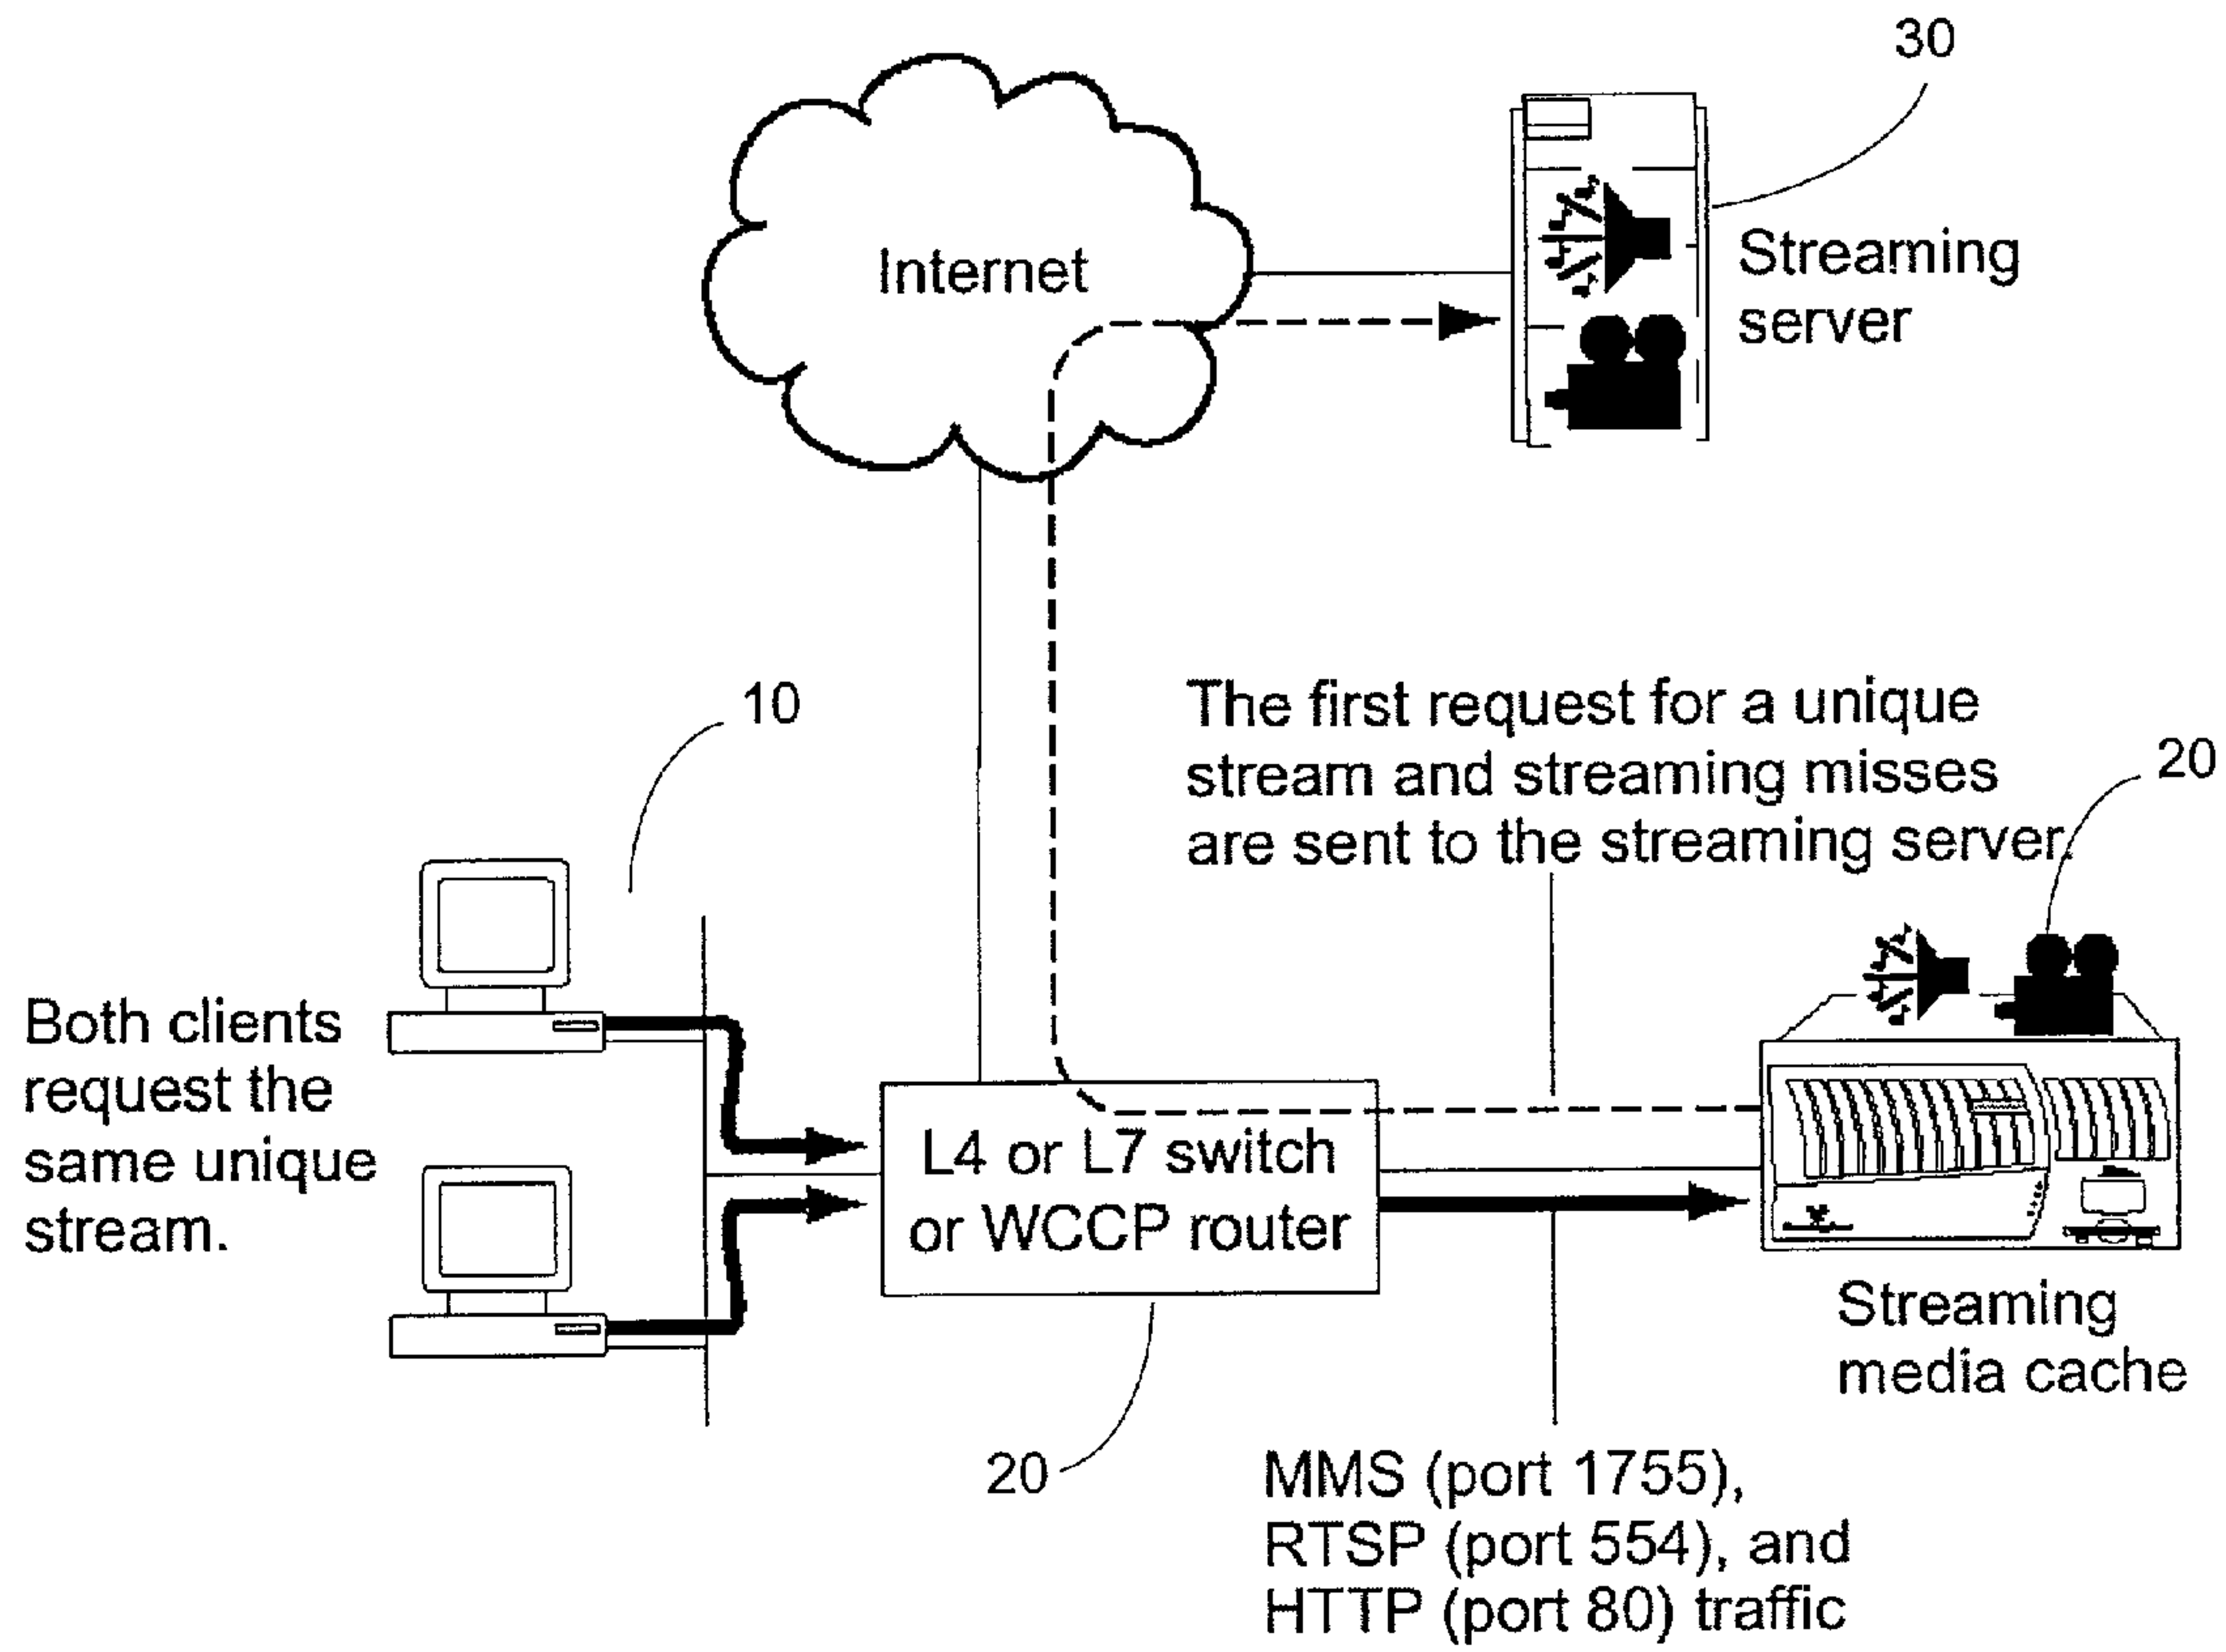 30
Internet
Streaming
server
10
The first request for a unique
stream and streaming misses
are sent to the streaming server.
20
Both clients
request the
same unique
stream.
L4 or L7 switch
or WCCP router
Streaming
media cache
20
MMS (port 1755),
RTSP (port 554), and
HTTP (port 80) traffic